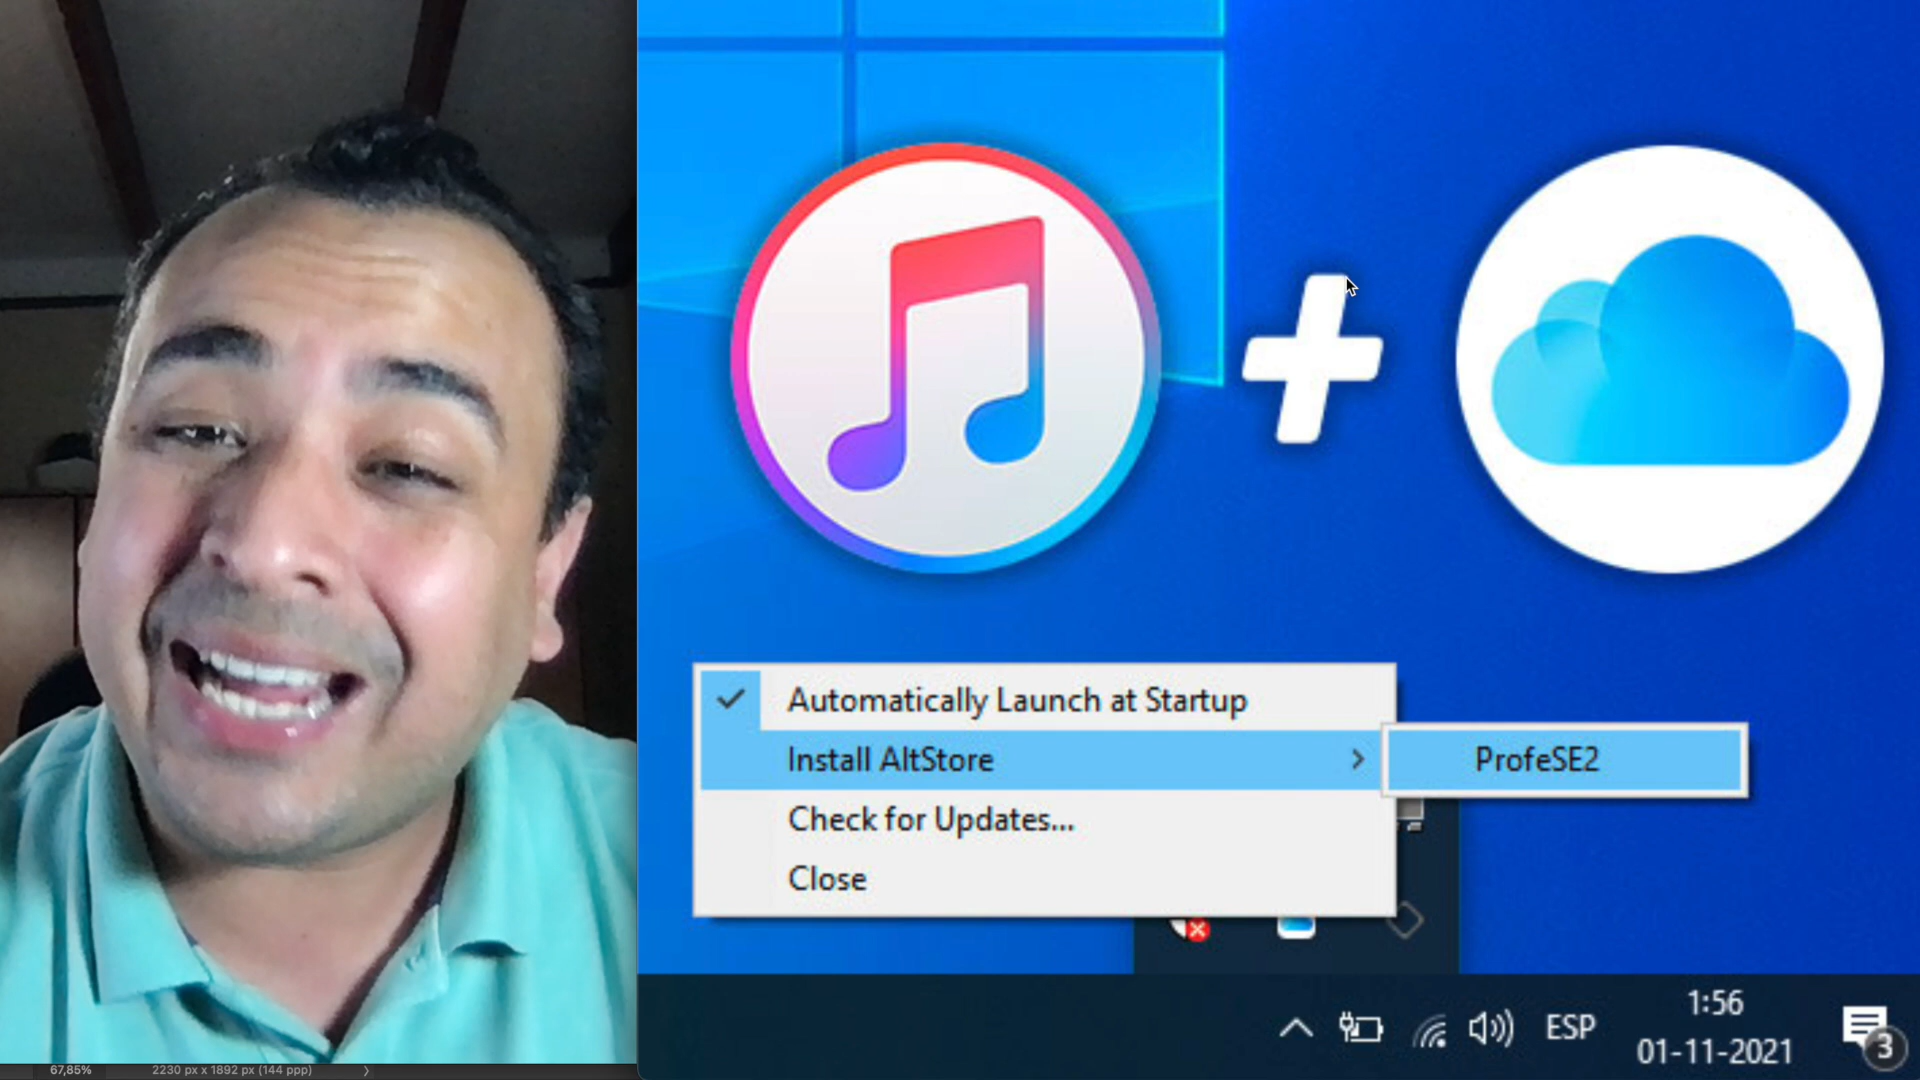 Automatically Launch at Startup
Install AltStore
ProfeSE2
Check for Updates...
Close
ESP
1:56
01-11-2021
3
67,85%
2230 px x 1892 px (144 ppp)